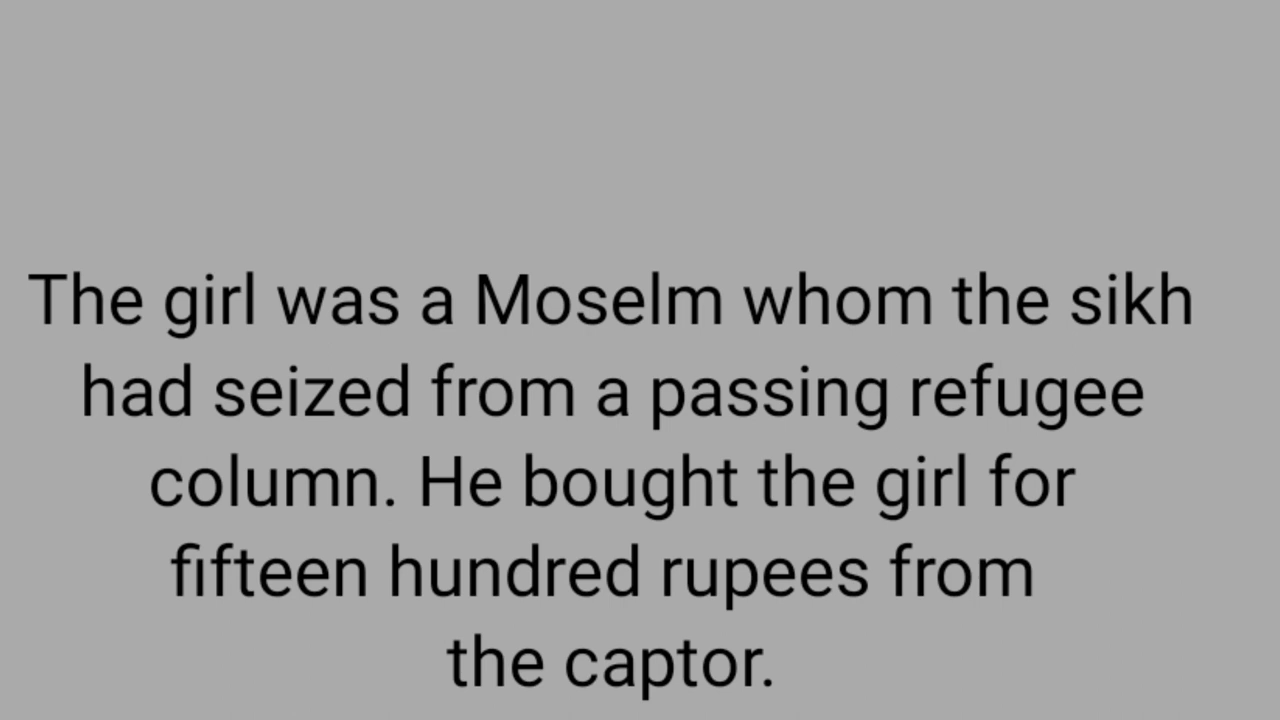 The girl was a Moselm whom the sikh
had seized from a passing refugee
column. He bought the girl for
fifteen hundred rupees from
the captor.